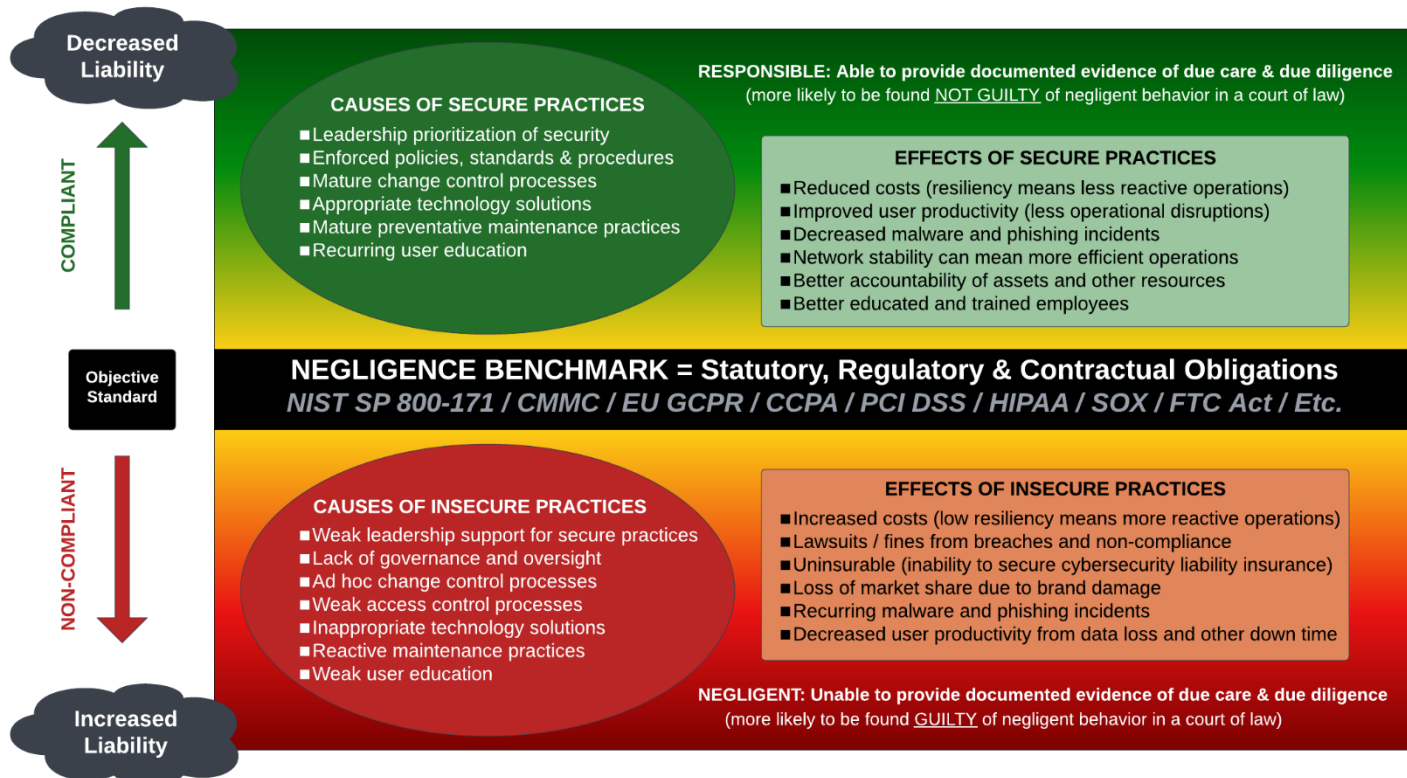 Decreased
Liability
COMPLIANT
Objective
Standard
NON-COMPLIANT
Increased
Liability
CAUSES OF SECURE PRACTICES
■Leadership prioritization of security
■Enforced policies, standards & procedures
■Mature change control processes
■Appropriate technology solutions
■Mature preventative maintenance practices
■Recurring user education
RESPONSIBLE: Able to provide documented evidence of due care & due diligence
(more likely to be found NOT GUILTY of negligent behavior in a court of law)
EFFECTS OF SECURE PRACTICES
■Reduced costs (resiliency means less reactive operations)
■Improved user productivity (less operational disruptions)
■Decreased malware and phishing incidents
■Network stability can mean more efficient operations
■Better accountability of assets and other resources
■Better educated and trained employees
NEGLIGENCE BENCHMARK = Statutory, Regulatory & Contractual Obligations
NIST SP 800-171 / CMMC / EU GCPR / CCPA / PCI DSS / HIPAA / SOX / FTC Act / Etc.
CAUSES OF INSECURE PRACTICES
■Weak leadership support for secure practices
■Lack of governance and oversight
■Ad hoc change control processes
■Weak access control processes
■Inappropriate technology solutions
■Reactive maintenance practices
■Weak user education
EFFECTS OF INSECURE PRACTICES
■Increased costs (low resiliency means more reactive operations)
■Lawsuits / fines from breaches and non-compliance
■Uninsurable (inability to secure cybersecurity liability insurance)
■Loss of market share due to brand damage
■Recurring malware and phishing incidents
■Decreased user productivity from data loss and other down time
NEGLIGENT: Unable to provide documented evidence of due care & due diligence
(more likely to be found GUILTY of negligent behavior in a court of law)